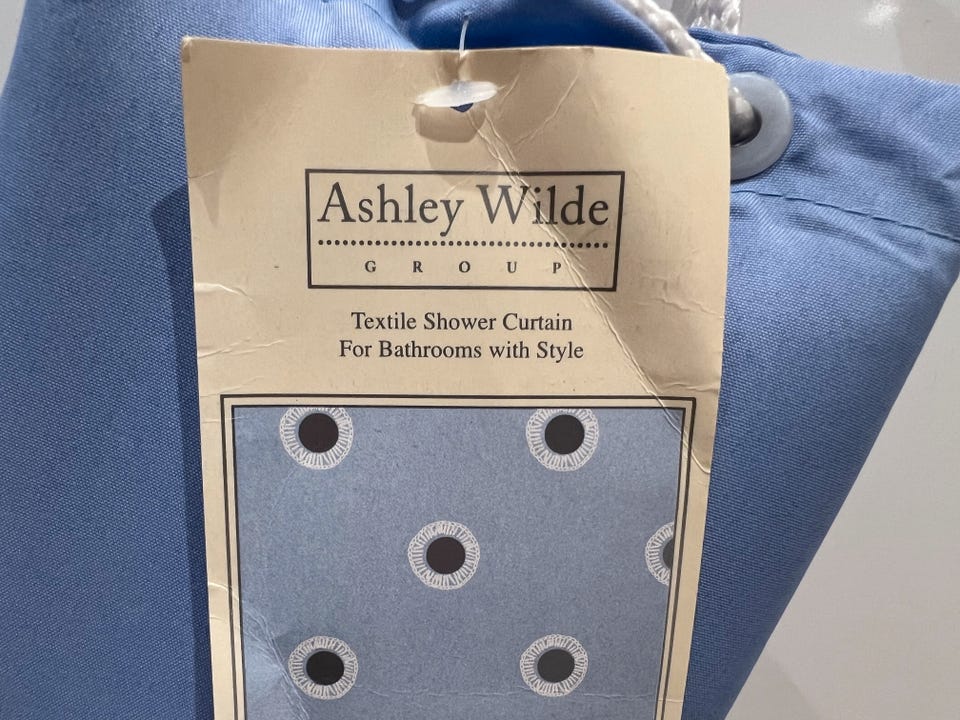 Ashley Wilde
GROUP
Textile Shower Curtain
For Bathrooms with Style